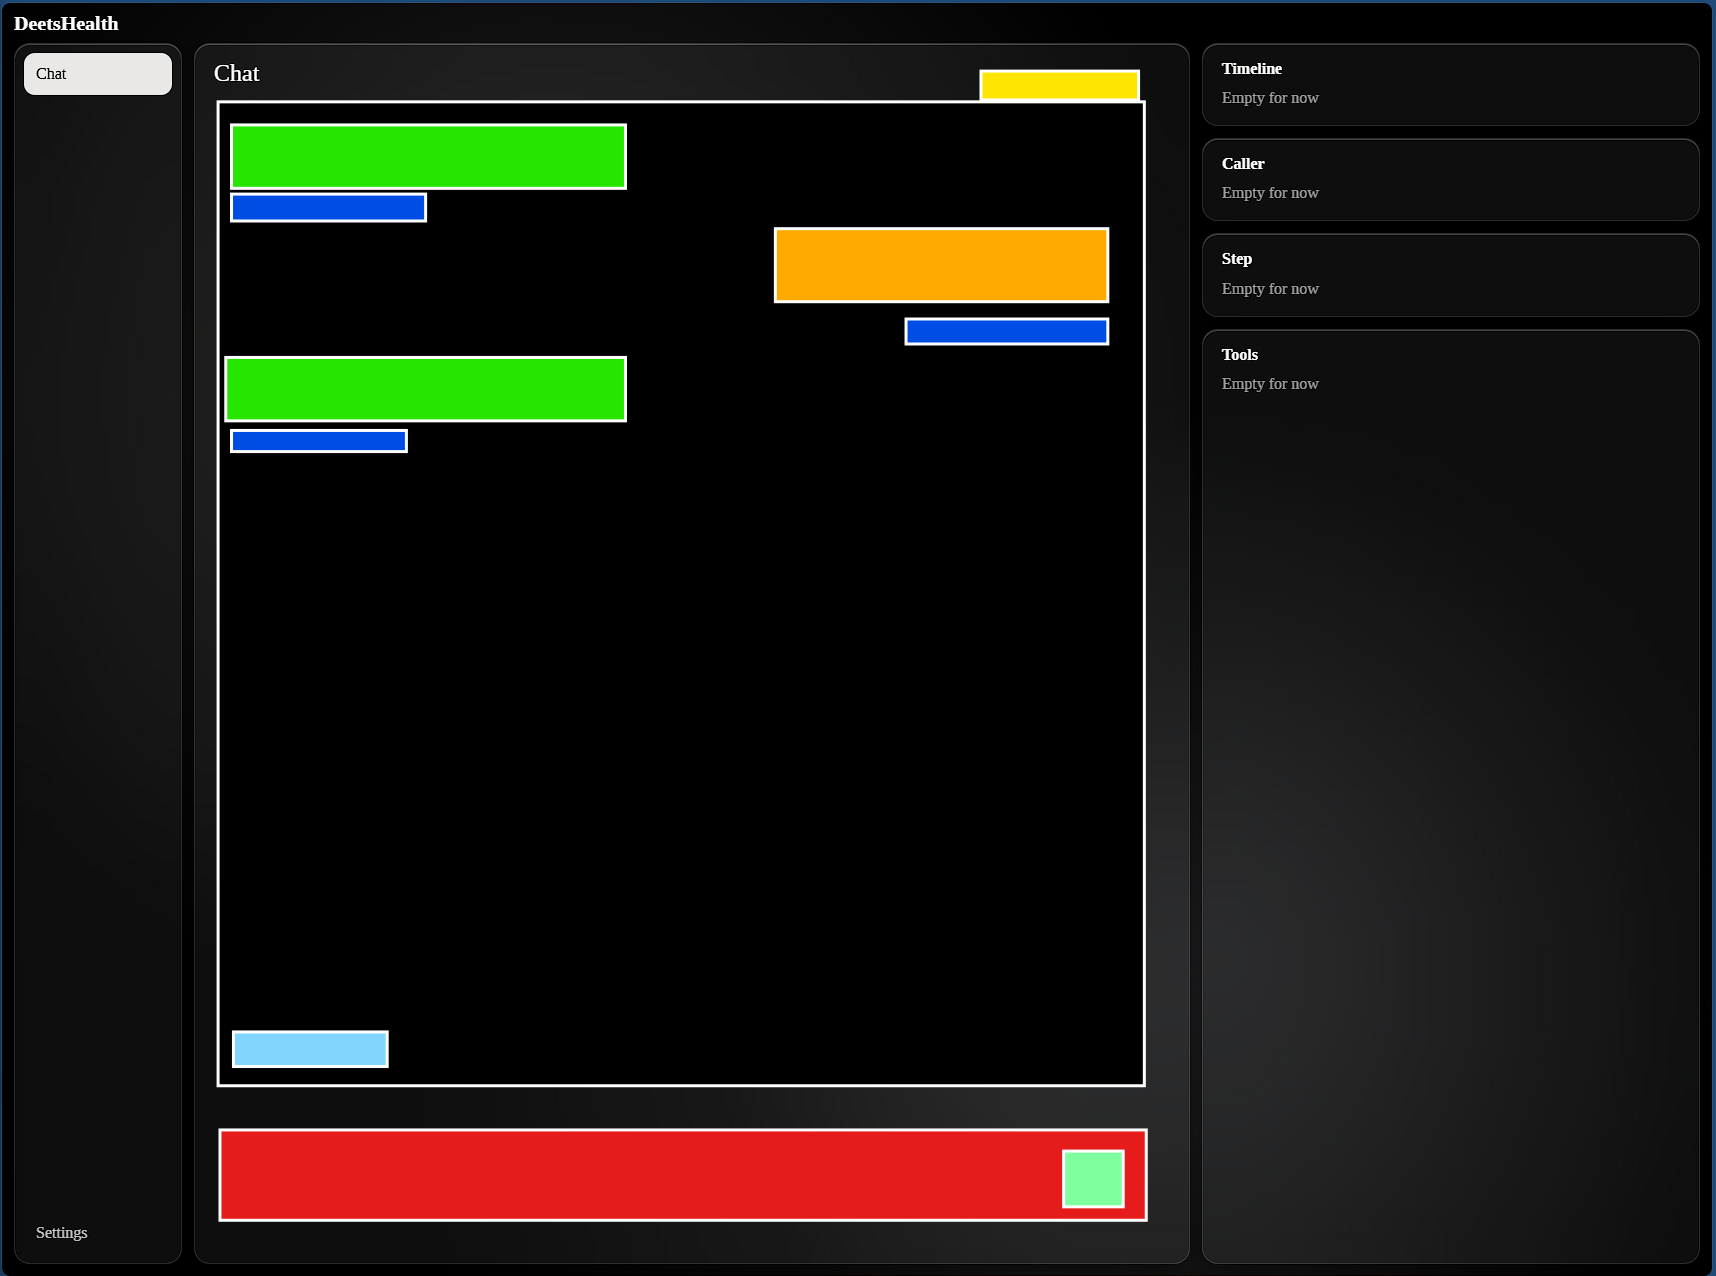 DeetsHealth
Chat
Settings
Chat
Timeline
Empty for now
Caller
Empty for now
Step
Empty for now
Tools
Empty for now